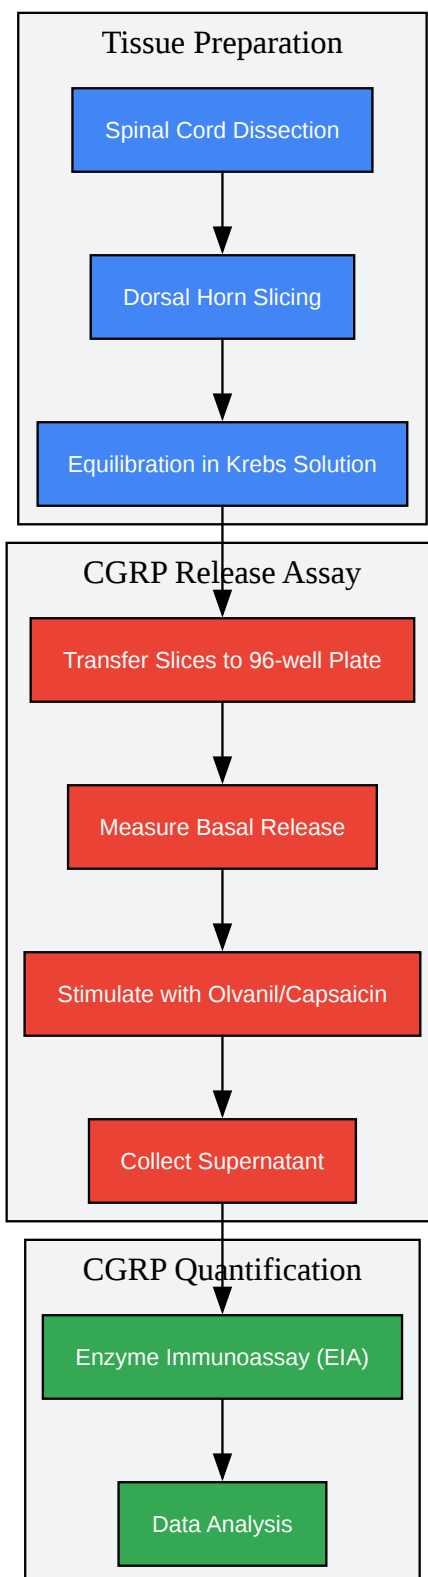 Tissue Preparation
Spinal Cord Dissection
Dorsal Horn Slicing
Equilibration in Krebs Solution
CGRP Release Assay
Transfer Slices to 96-well Plate
Measure Basal Release
Stimulate with Olvanil/Capsaicin
Collect Supernatant
CGRP Quantification
Enzyme Immunoassay (EIA)
Data Analysis